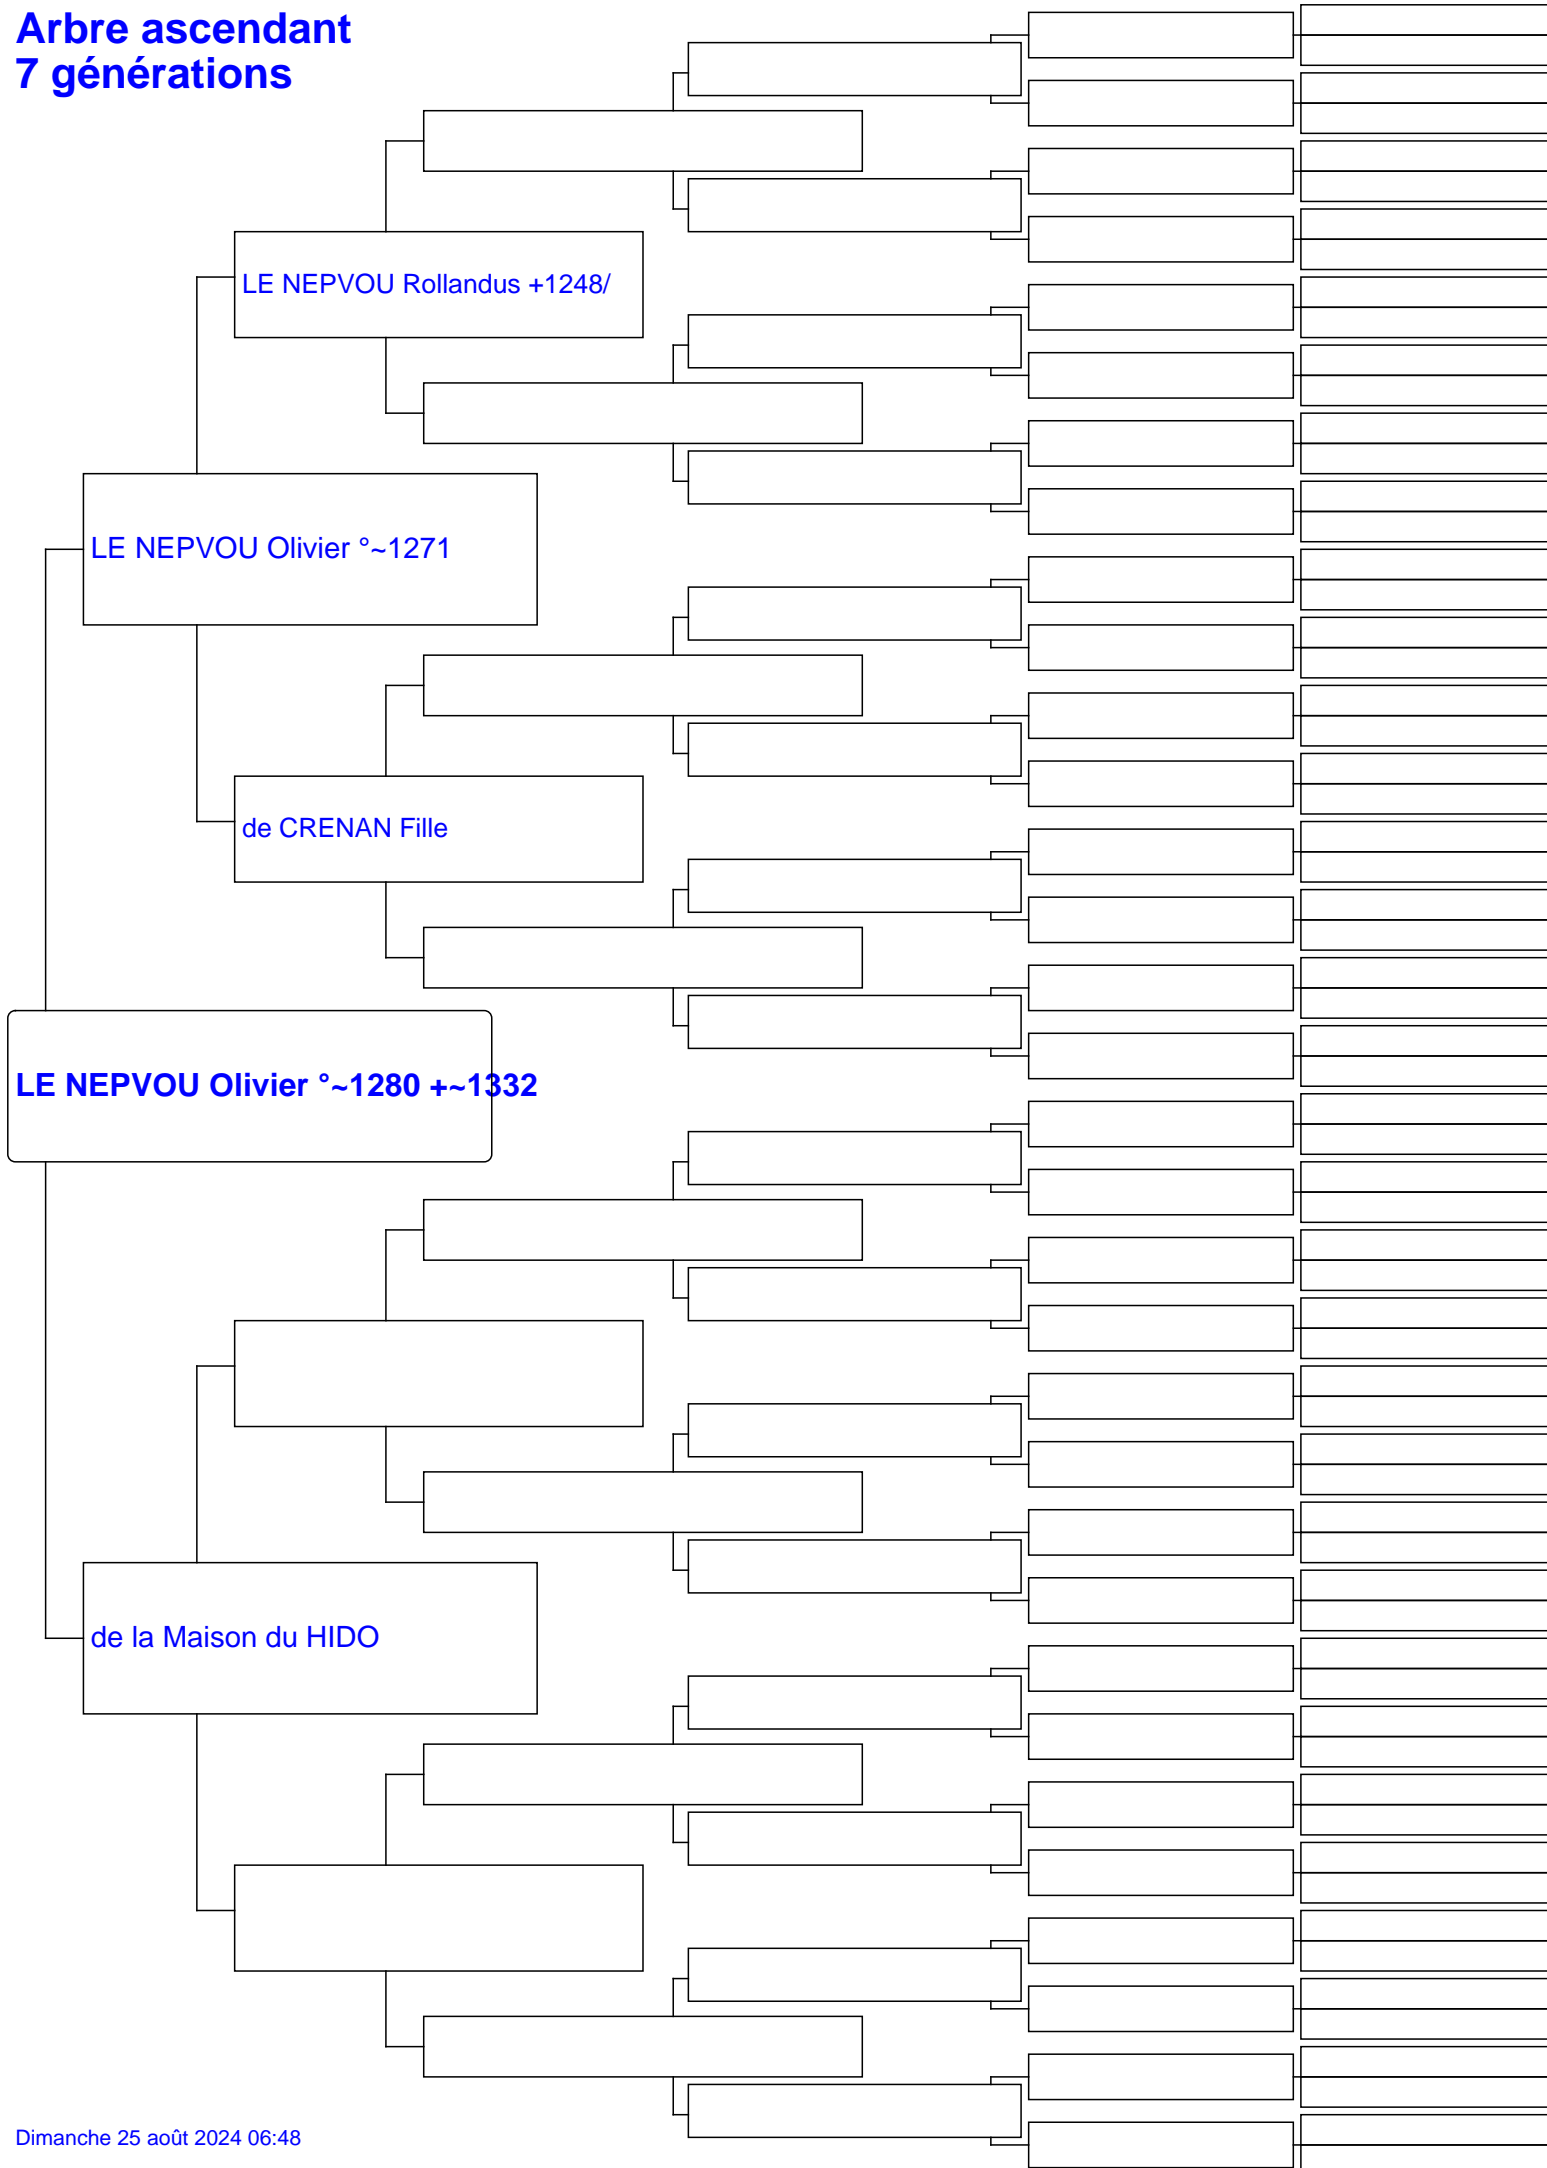 Arbre ascendant
7 générations
LE NEPVOU Rollandus +1248/
LE NEPVOU Olivier °~1271
de CRENAN Fille
LE NEPVOU Olivier °~1280 +~1332
de la Maison du HIDO
Dimanche 25 août 2024 06:48